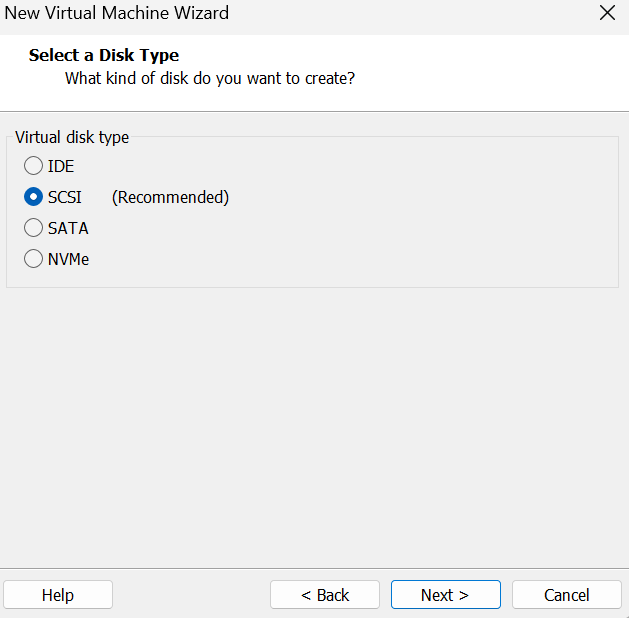 New Virtual Machine Wizard
Select a Disk Type
What kind of disk do you want to create?
Virtual disk type
IDE
SCSI (Recommended)
SATA
NVMe
Help < Back Next > Cancel